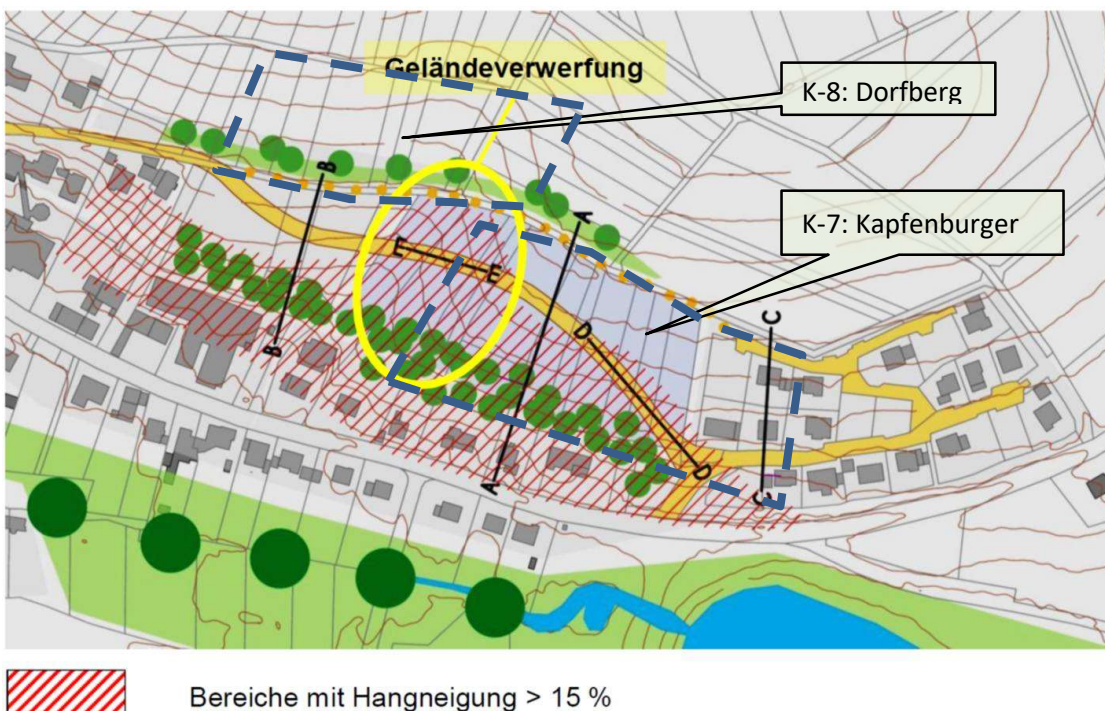 Geländeverwerfung
K-8: Dorfberg
K-7: Kapfenburger
B
B
A
A
E
E
D
D
C
C
Bereiche mit Hangneigung > 15 %